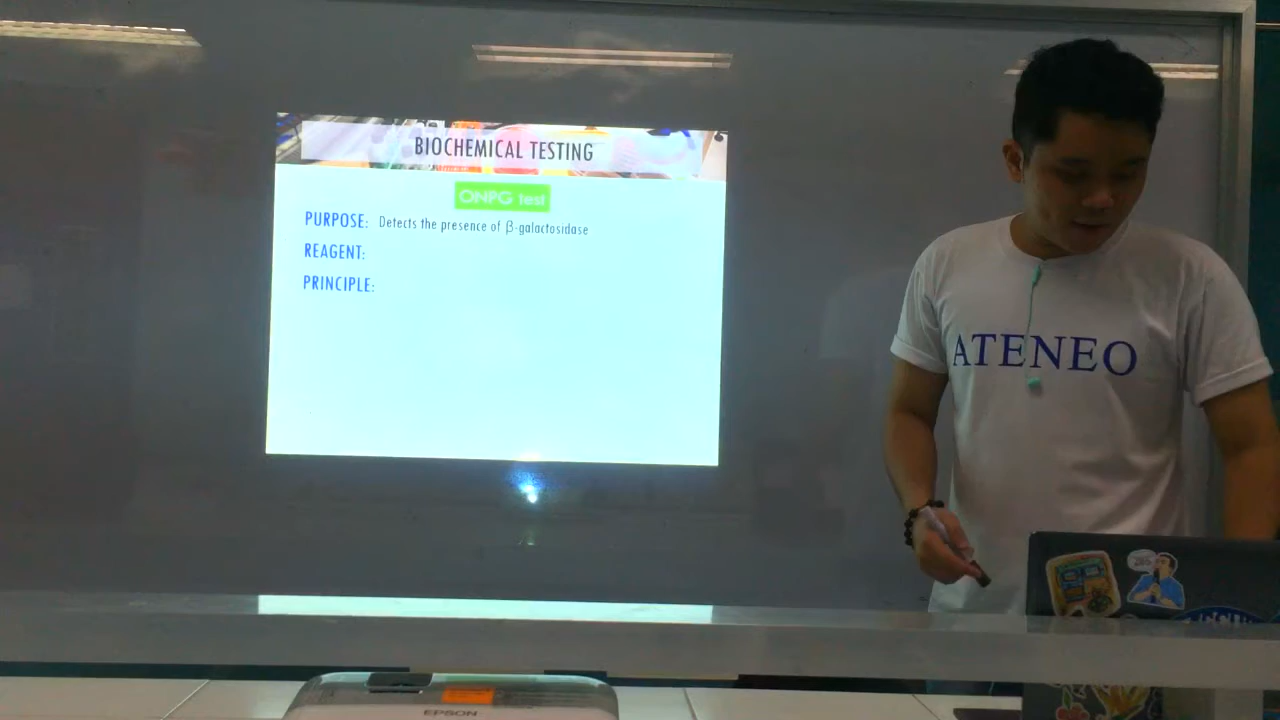 BIOCHEMICAL TESTING
ONPG test
PURPOSE: Detects the presence of β-galactosidase
REAGENT:
PRINCIPLE:
ATENEO
EPSON